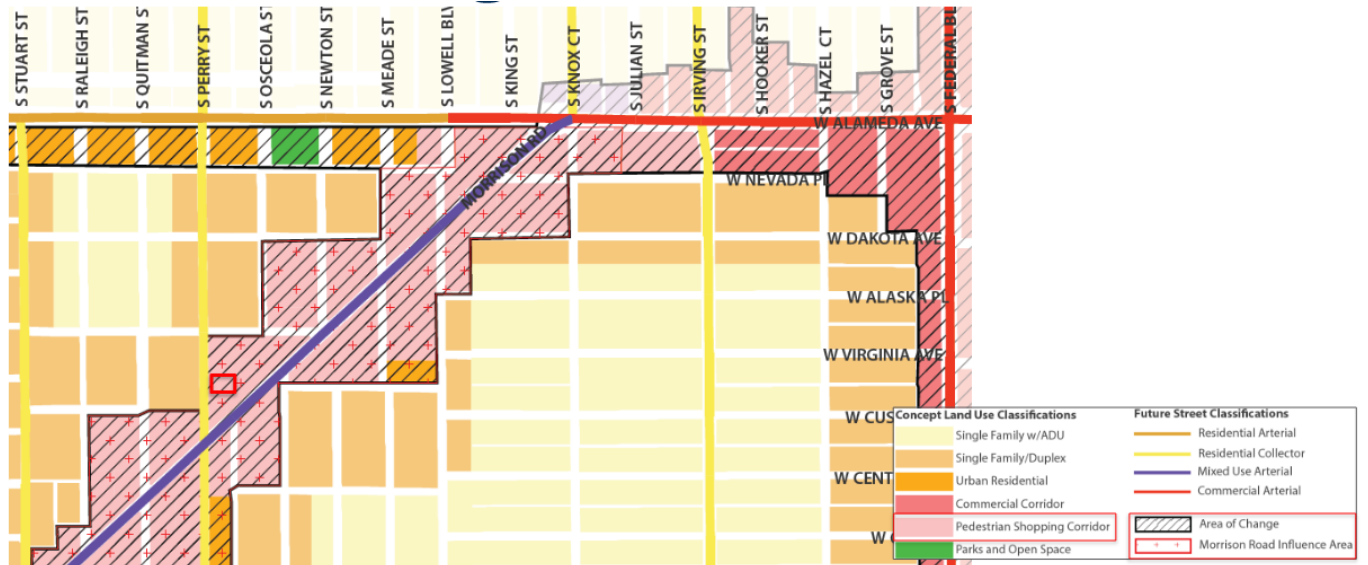 S STUART ST
S RALEIGH ST
S QUITMAN S
S PERRY ST
S OSCEOLA ST
S NEWTON ST
S MEADE ST
S LOWELL BLV
S KING ST
S KNOX CT
S JULIAN ST
S IRVING ST
S HOOKER ST
S HAZEL CT
S GROVE ST
S FEDERAL BL
W ALAMEDA AVE
MORRISON RD
W NEVADA PL
W DAKOTA AVE
W ALASKA PL
W VIRGINIA AVE
W CUS
W CENT
W
Concept Land Use Classifications
Single Family w/ADU
Single Family/Duplex
Urban Residential
Commercial Corridor
Pedestrian Shopping Corridor
Parks and Open Space
Future Street Classifications
Residential Arterial
Residential Collector
Mixed Use Arterial
Commercial Arterial
Area of Change
Morrison Road Influence Area